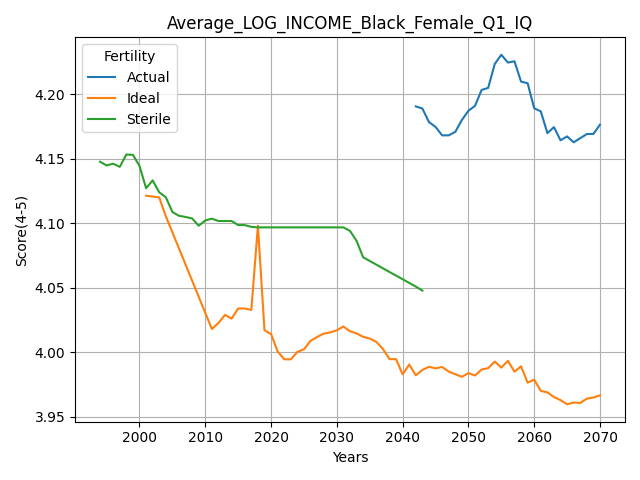 Average_LOG_INCOME_Black_Female_Q1_IQ
Fertility
Actual
Ideal
Sterile
Score(4-5)
4.20
4.15
4.10
4.05
4.00
3.95
2000 2010 2020 2030 2040 2050 2060 2070
Years